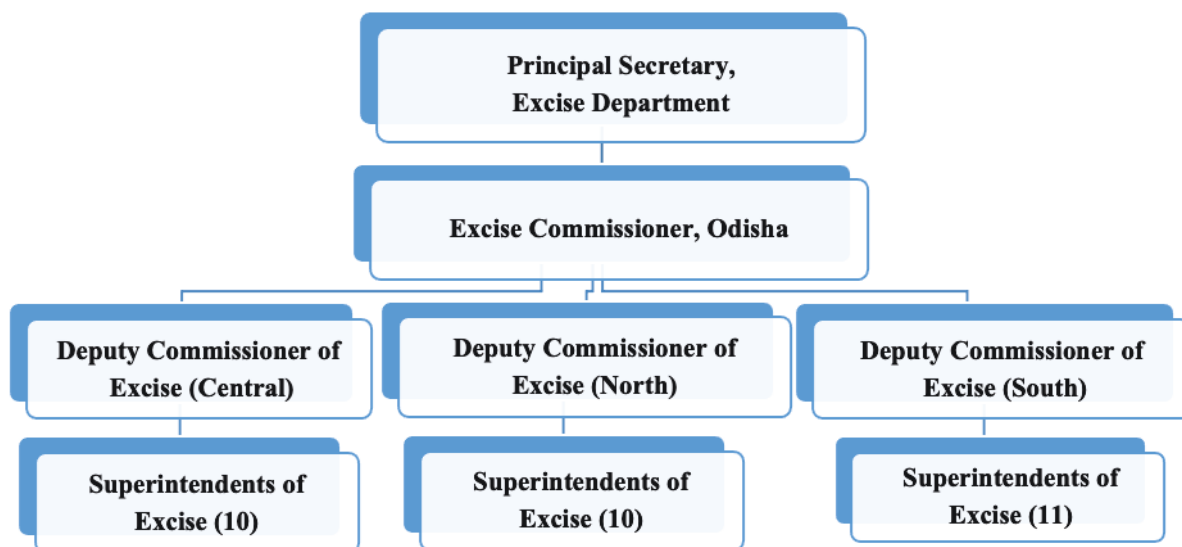 Principal Secretary,
Excise Department
Excise Commissioner, Odisha
Deputy Commissioner of
Excise (Central)
Deputy Commissioner of
Excise (North)
Deputy Commissioner of
Excise (South)
Superintendents of
Excise (10)
Superintendents of
Excise (10)
Superintendents of
Excise (11)